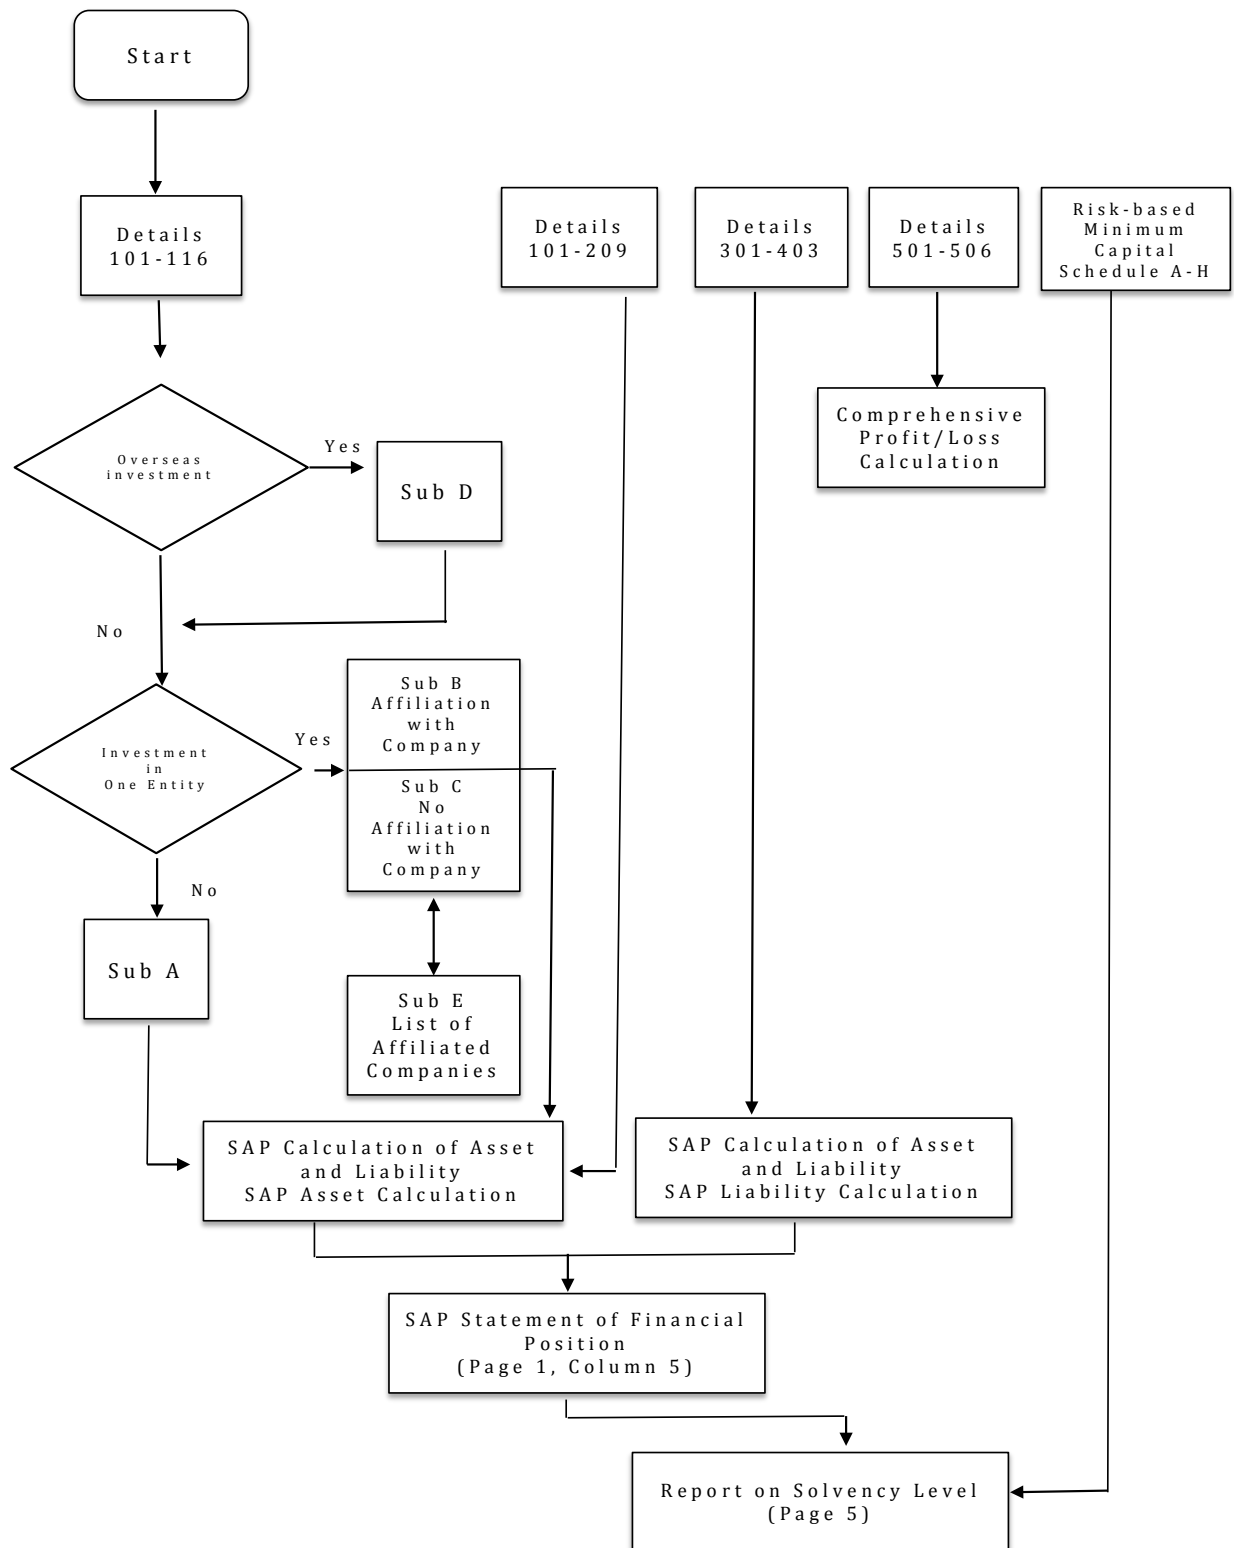 Start
Details
101-116
Details
101-209
Details
301-403
Details
501-506
Risk-based
Minimum
Capital
Schedule A-H
Comprehensive
Profit/Loss
Calculation
Overseas
investment
Yes
Sub D
No
Investment
in
One Entity
Yes
Sub B
Affiliation
with
Company
Sub C
No
Affiliation
with
Company
No
Sub A
Sub E
List of
Affiliated
Companies
SAP Calculation of Asset
and Liability
SAP Asset Calculation
SAP Calculation of Asset
and Liability
SAP Liability Calculation
SAP Statement of Financial
Position
(Page 1, Column 5)
Report on Solvency Level
(Page 5)